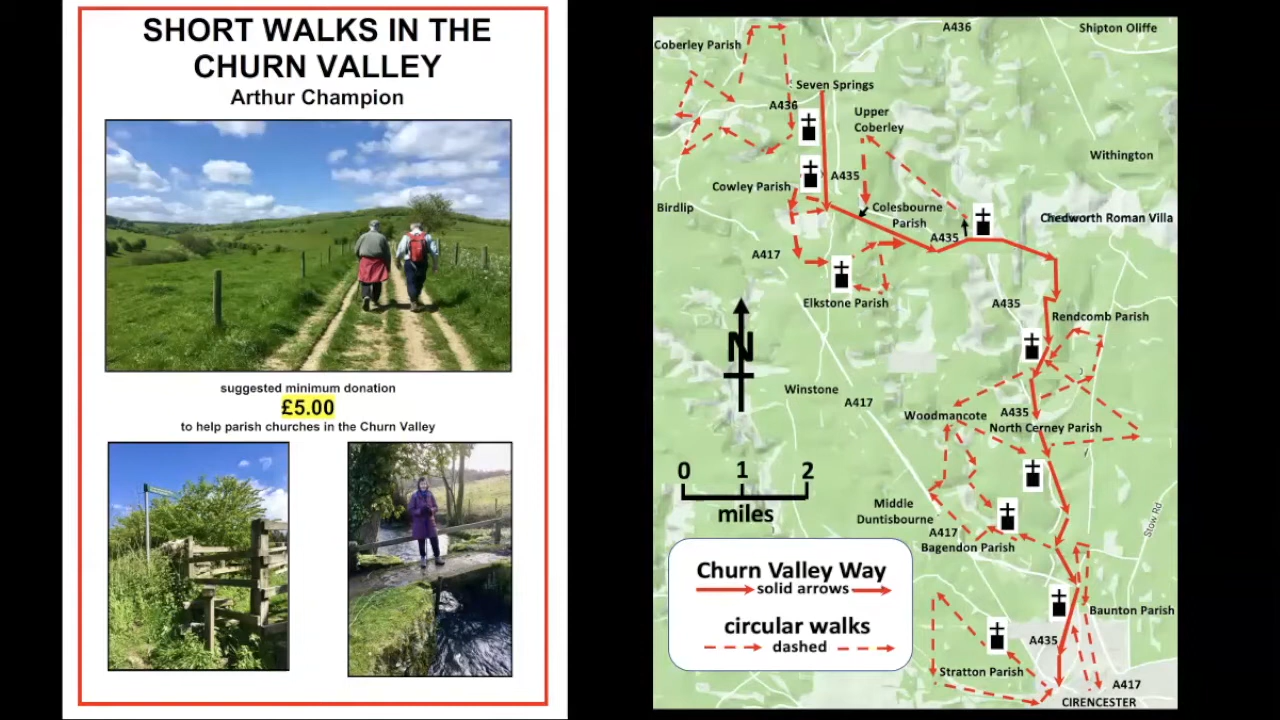 SHORT WALKS IN THE
CHURN VALLEY
Arthur Champion
suggested minimum donation
£5.00
to help parish churches in the Churn Valley
A436
Shipton Oliffe
Coberley Parish
Seven Springs
A436
Upper
Coberley
Withington
Cowley Parish
A435
Birdlip
Colesbourne
Parish
Chedworth Roman Villa
A435
A417
Elkstone Parish
A435
Rendcomb Parish
N
Winstone
A417
Woodmancote
A435
North Cerney Parish
0 1 2
miles
Middle
Duntisbourne
Stow Rd
A417
Bagendon Parish
Churn Valley Way
solid arrows
circular walks
dashed
Baunton Parish
A435
Stratton Parish
A417
CIRENCESTER